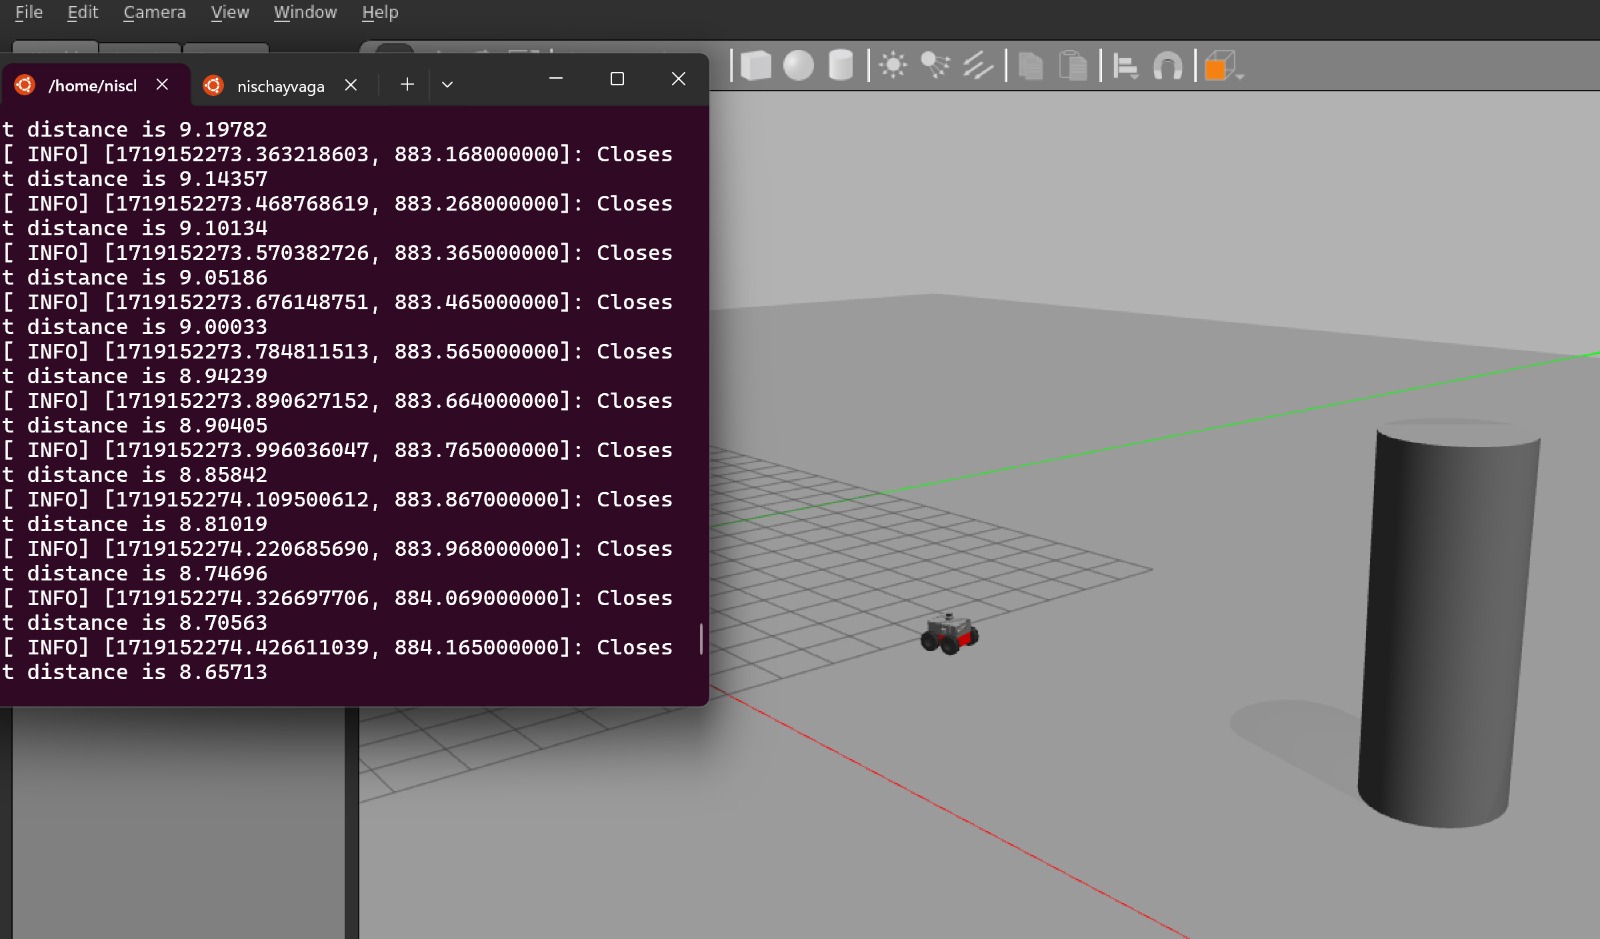 File Edit Camera View Window Help
/home/niscl nischayvaga
t distance is 9.19782
[ INFO] [1719152273.363218603, 883.168000000]: Closes
t distance is 9.14357
[ INFO] [1719152273.468768619, 883.268000000]: Closes
t distance is 9.10134
[ INFO] [1719152273.570382726, 883.365000000]: Closes
t distance is 9.05186
[ INFO] [1719152273.676148751, 883.465000000]: Closes
t distance is 9.00033
[ INFO] [1719152273.784811513, 883.565000000]: Closes
t distance is 8.94239
[ INFO] [1719152273.890627152, 883.664000000]: Closes
t distance is 8.90405
[ INFO] [1719152273.996036047, 883.765000000]: Closes
t distance is 8.85842
[ INFO] [1719152274.109500612, 883.867000000]: Closes
t distance is 8.81019
[ INFO] [1719152274.220685690, 883.968000000]: Closes
t distance is 8.74696
[ INFO] [1719152274.326697706, 884.069000000]: Closes
t distance is 8.70563
[ INFO] [1719152274.426611039, 884.165000000]: Closes
t distance is 8.65713